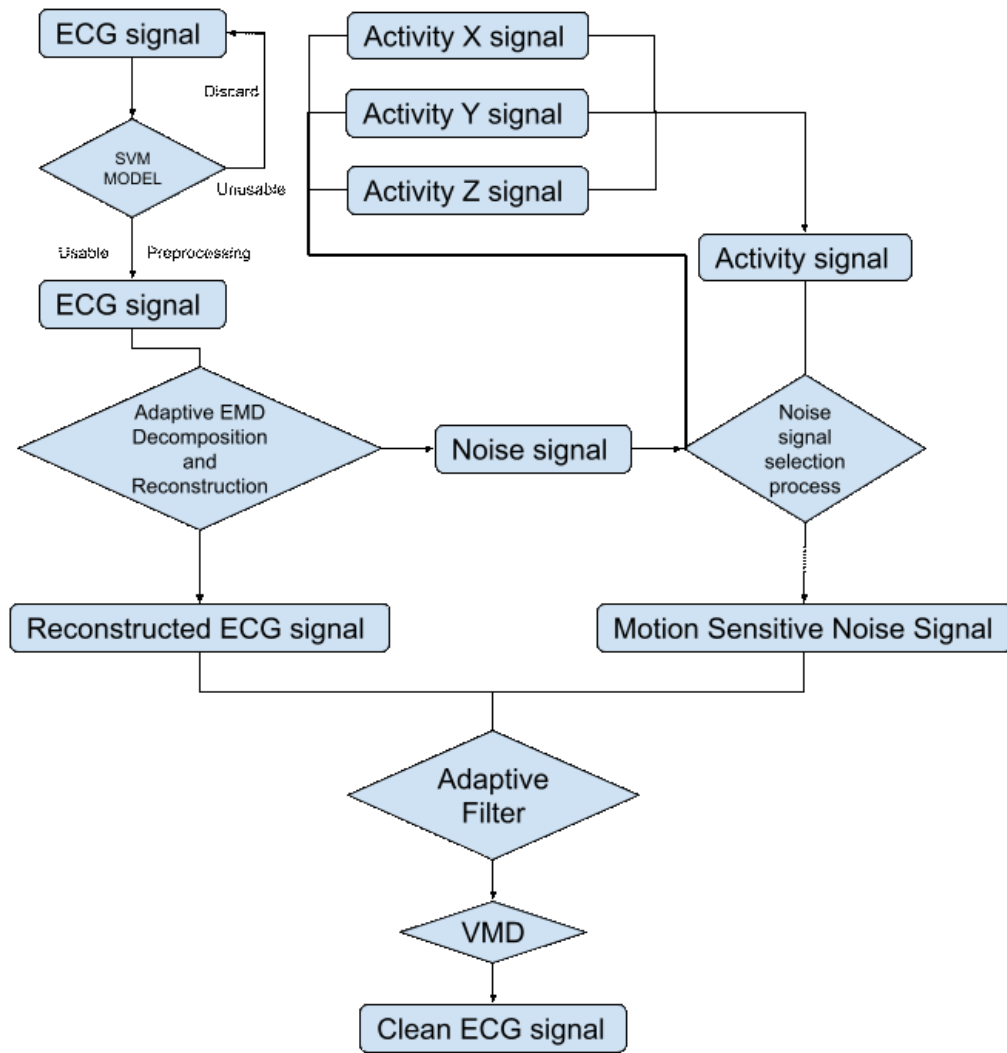 ECG signal
Activity X signal
Discard
Activity Y signal
SVM
MODEL
Unusable
Activity Z signal
Usable
Preprocessing
Activity signal
ECG signal
Adaptive EMD
Decomposition
and
Reconstruction
Noise signal
Noise
signal
selection
process
Reconstructed ECG signal
Motion Sensitive Noise Signal
Adaptive
Filter
VMD
Clean ECG signal